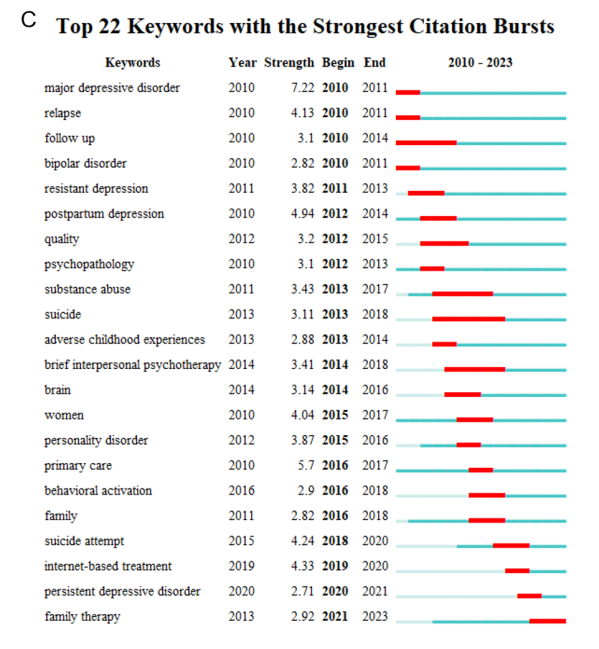 C Top 22 Keywords with the Strongest Citation Bursts
Keywords Year Strength Begin End 2010 - 2023
major depressive disorder 2010 7.22 2010 2011
relapse 2010 4.13 2010 2011
follow up 2010 3.1 2010 2014
bipolar disorder 2010 2.82 2010 2011
resistant depression 2011 3.82 2011 2013
postpartum depression 2010 4.94 2012 2014
quality 2012 3.2 2012 2015
psychopathology 2010 3.1 2012 2013
substance abuse 2011 3.43 2013 2017
suicide 2013 3.11 2013 2018
adverse childhood experiences 2013 2.88 2013 2014
brief interpersonal psychotherapy 2014 3.41 2014 2018
brain 2014 3.14 2014 2016
women 2010 4.04 2015 2017
personality disorder 2012 3.87 2015 2016
primary care 2010 5.7 2016 2017
behavioral activation 2016 2.9 2016 2018
family 2011 2.82 2016 2018
suicide attempt 2015 4.24 2018 2020
internet-based treatment 2019 4.33 2019 2020
persistent depressive disorder 2020 2.71 2020 2021
family therapy 2013 2.92 2021 2023